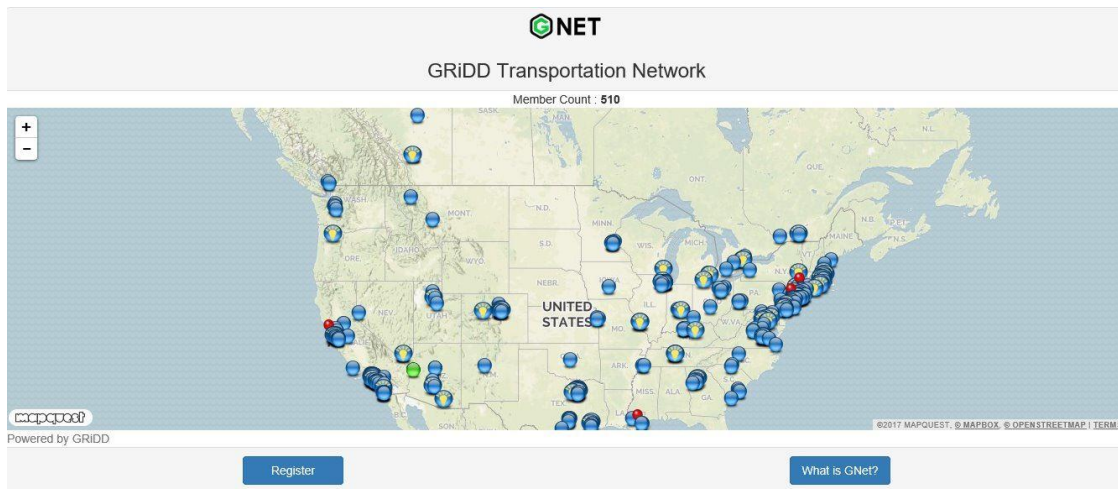 G NET
GRiDD Transportation Network
Member Count : 510
+
−
SASK.
MAN.
ONT.
QUE.
N.L.
N.B.
P.E.I.
N.S.
MAINE
WASH.
MONT.
N.D.
MINN.
ORE.
IDAHO
S.D.
WIS.
MICH.
VT.
N.Y.
WYO.
NEBR.
IOWA
PA.
NEV.
UTAH
UNITED
STATES
ILL.
MO.
W.VA.
ARK.
TEX.
MISS.
ALA.
GA.
LA.
B.C.
SON.
mapquest
©2017 MAPQUEST, © MAPBOX, © OPENSTREETMAP | TERM
Powered by GRiDD
Register
What is GNet?